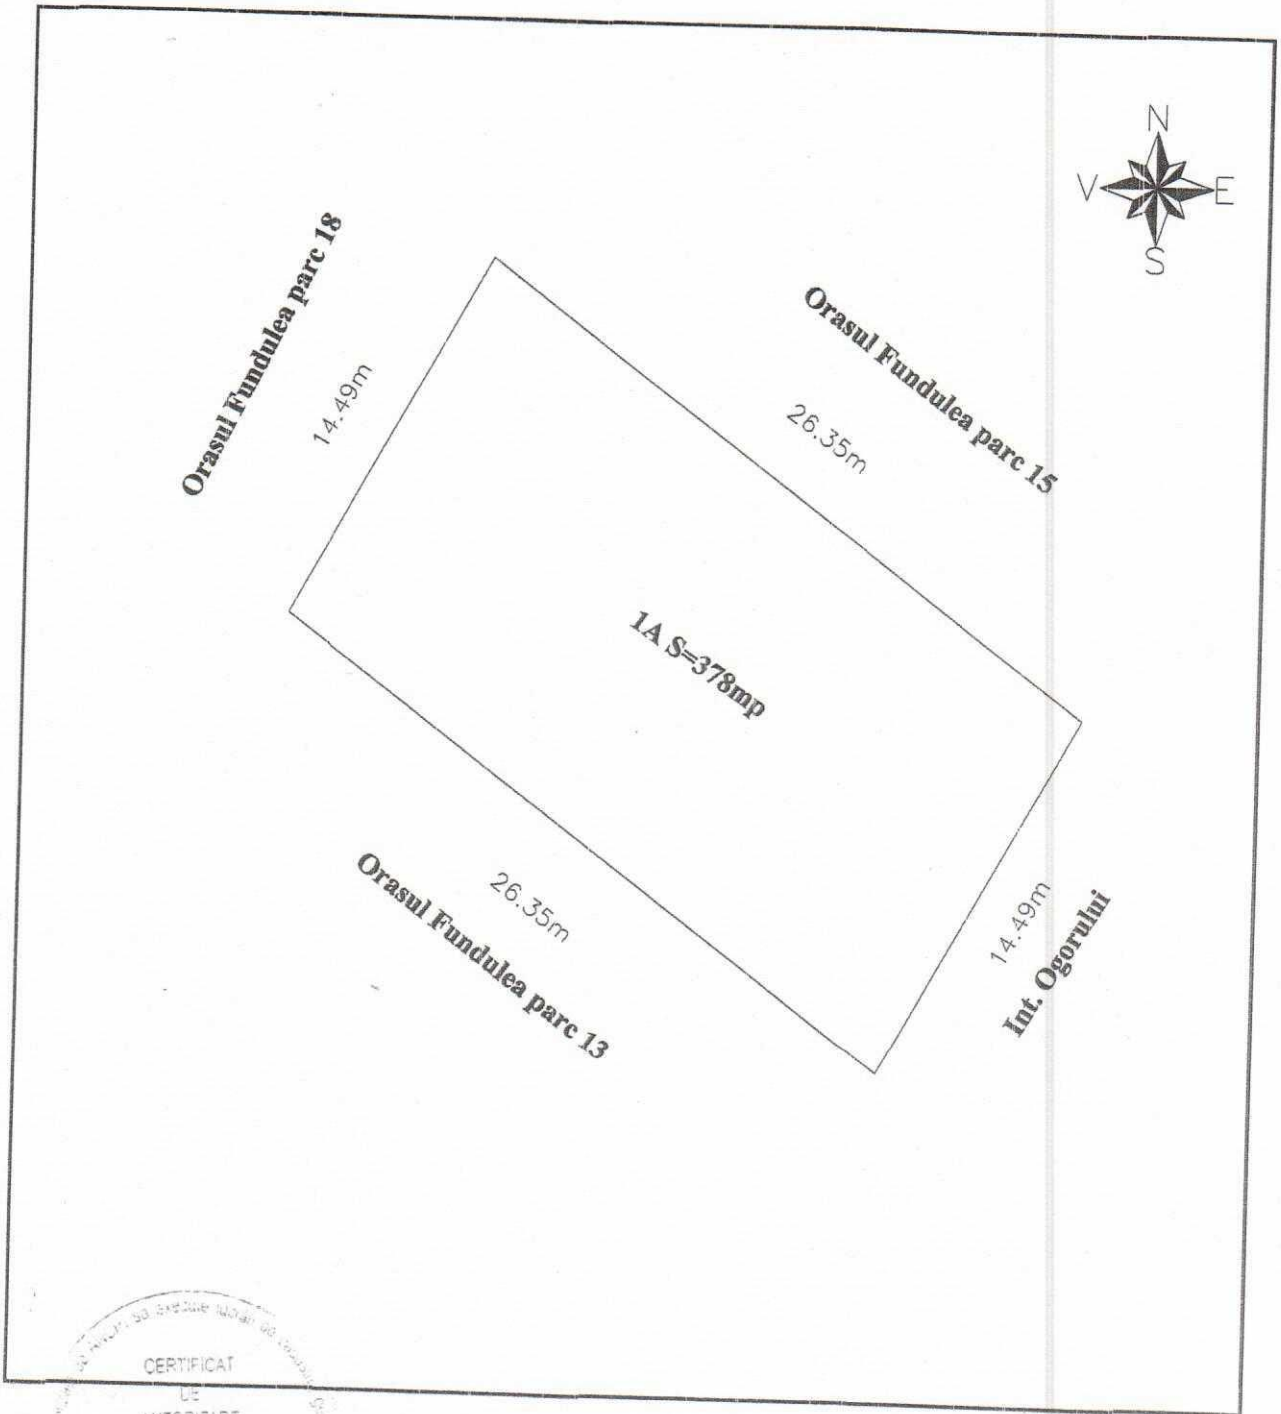 N
V E
S
Orasul Fundulea parc 18
14.49m
Orasul Fundulea parc 15
26.35m
1A S=378mp
26.35m
Orasul Fundulea parc 13
14.49m
Int. Ogorului
CERTIFICAT
DE